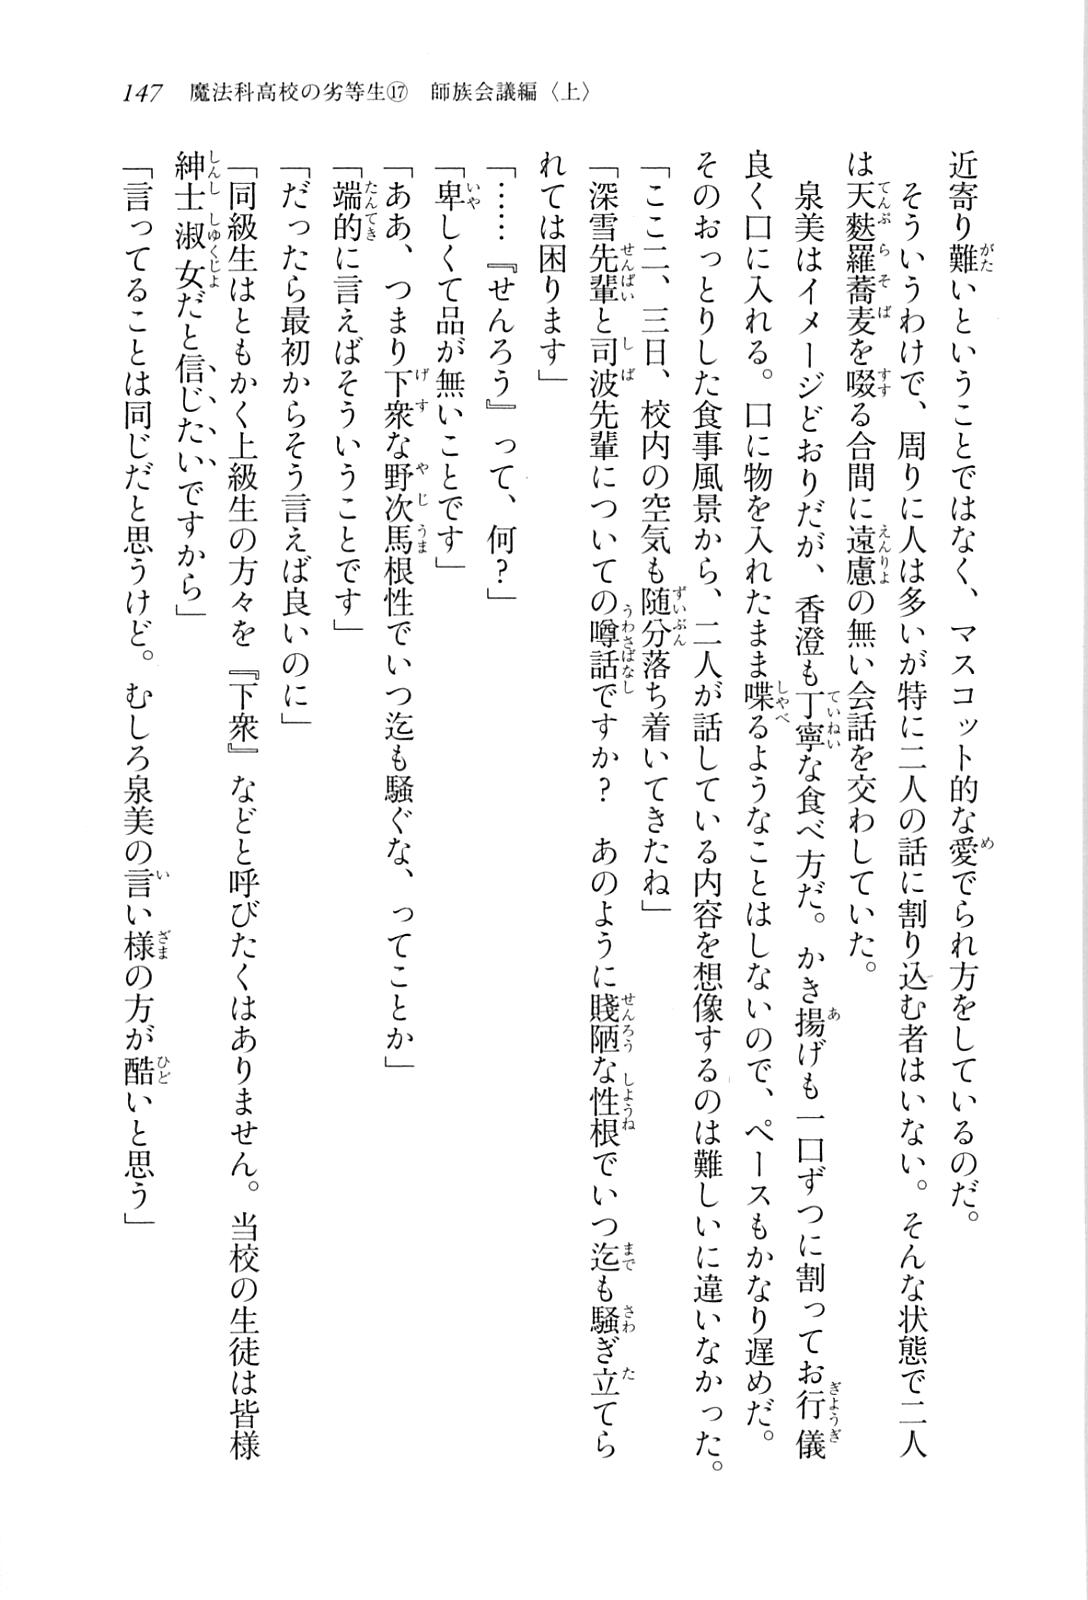 147　魔法科高校の劣等生⑰　師族会議編〈上〉
近寄り難いということではなく、マスコット的な愛でられ方をしているのだ。
　そういうわけで、周りに人は多いが特に二人の話に割り込む者はいない。そんな状態で二人
は天麩羅蕎麦を啜る合間に遠慮の無い会話を交わしていた。
　泉美はイメージどおりだが、香澄も丁寧な食べ方だ。かき揚げも一口ずつに割ってお行儀
良く口に入れる。口に物を入れたまま喋るようなことはしないので、ペースもかなり遅めだ。
そのおっとりした食事風景から、二人が話している内容を想像するのは難しいに違いなかった。
「ここ二、三日、校内の空気も随分落ち着いてきたね」
「深雪先輩と司波先輩についての噂話ですか？　あのように賤陋な性根でいつ迄も騒ぎ立てら
れては困ります」
「……『せんろう』って、何？」
「卑しくて品が無いことです」
「ああ、つまり下衆な野次馬根性でいつ迄も騒ぐな、ってことか」
「端的に言えばそういうことです」
「だったら最初からそう言えば良いのに」
「同級生はともかく上級生の方々を『下衆』などと呼びたくはありません。当校の生徒は皆様
紳士淑女だと信じたいですから」
「言ってることは同じだと思うけど。むしろ泉美の言い様の方が酷いと思う」